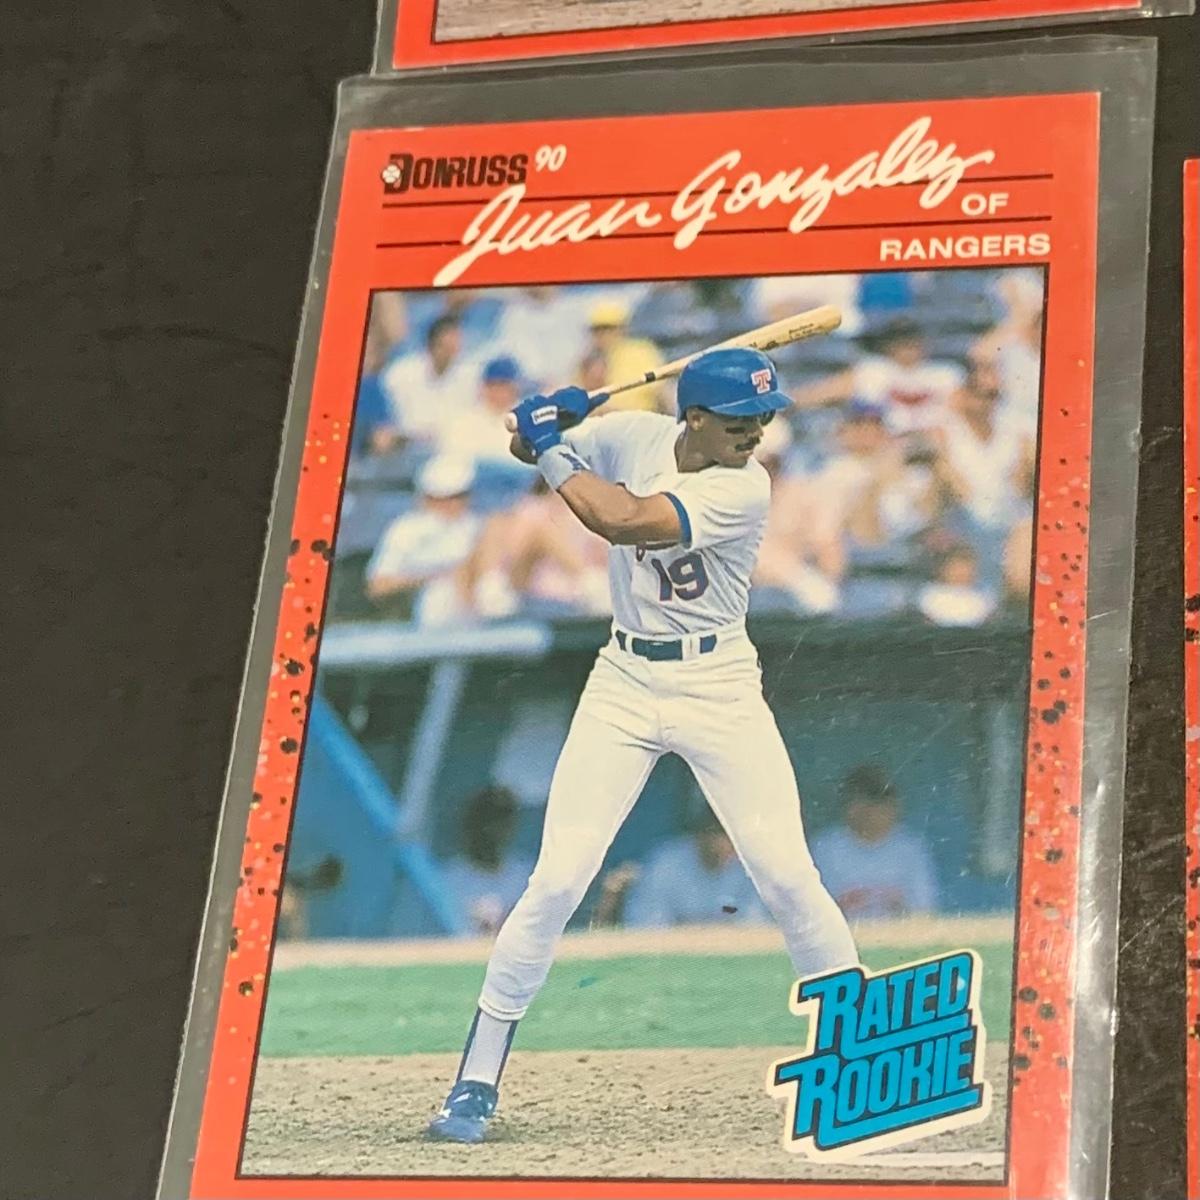 DONRUSS 90
Juan Gonzalez
OF
RANGERS
T
19
RATED
ROOKIE